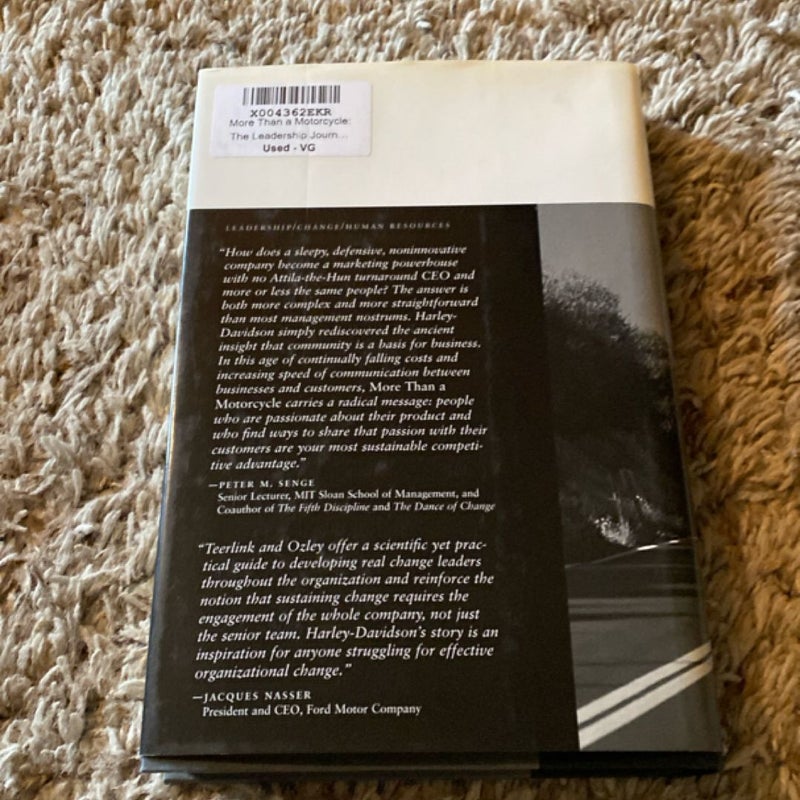 X004362EKR
More Than a Motorcycle:
The Leadership Journ...
Used - VG
LEADERSHIP/CHANGE/HUMAN RESOURCES
“How does a sleepy, defensive, noninnovative
company become a marketing powerhouse
with no Attila-the-Hun turnaround CEO and
more or less the same people? The answer is
both more complex and more straightforward
than most management nostrums. Harley-
Davidson simply rediscovered the ancient
insight that community is a basis for business.
In this age of continually falling costs and
increasing speed of communication between
businesses and customers, More Than a
Motorcycle carries a radical message: people
who are passionate about their product and
who find ways to share that passion with their
customers are your most sustainable competi-
tive advantage.”
—PETER M. SENGE
Senior Lecturer, MIT Sloan School of Management, and
Coauthor of The Fifth Discipline and The Dance of Change
“Teerlink and Ozley offer a scientific yet prac-
tical guide to developing real change leaders
throughout the organization and reinforce the
notion that sustaining change requires the
engagement of the whole company, not just
the senior team. Harley-Davidson's story is an
inspiration for anyone struggling for effective
organizational change.”
—JACQUES NASSER
President and CEO, Ford Motor Company